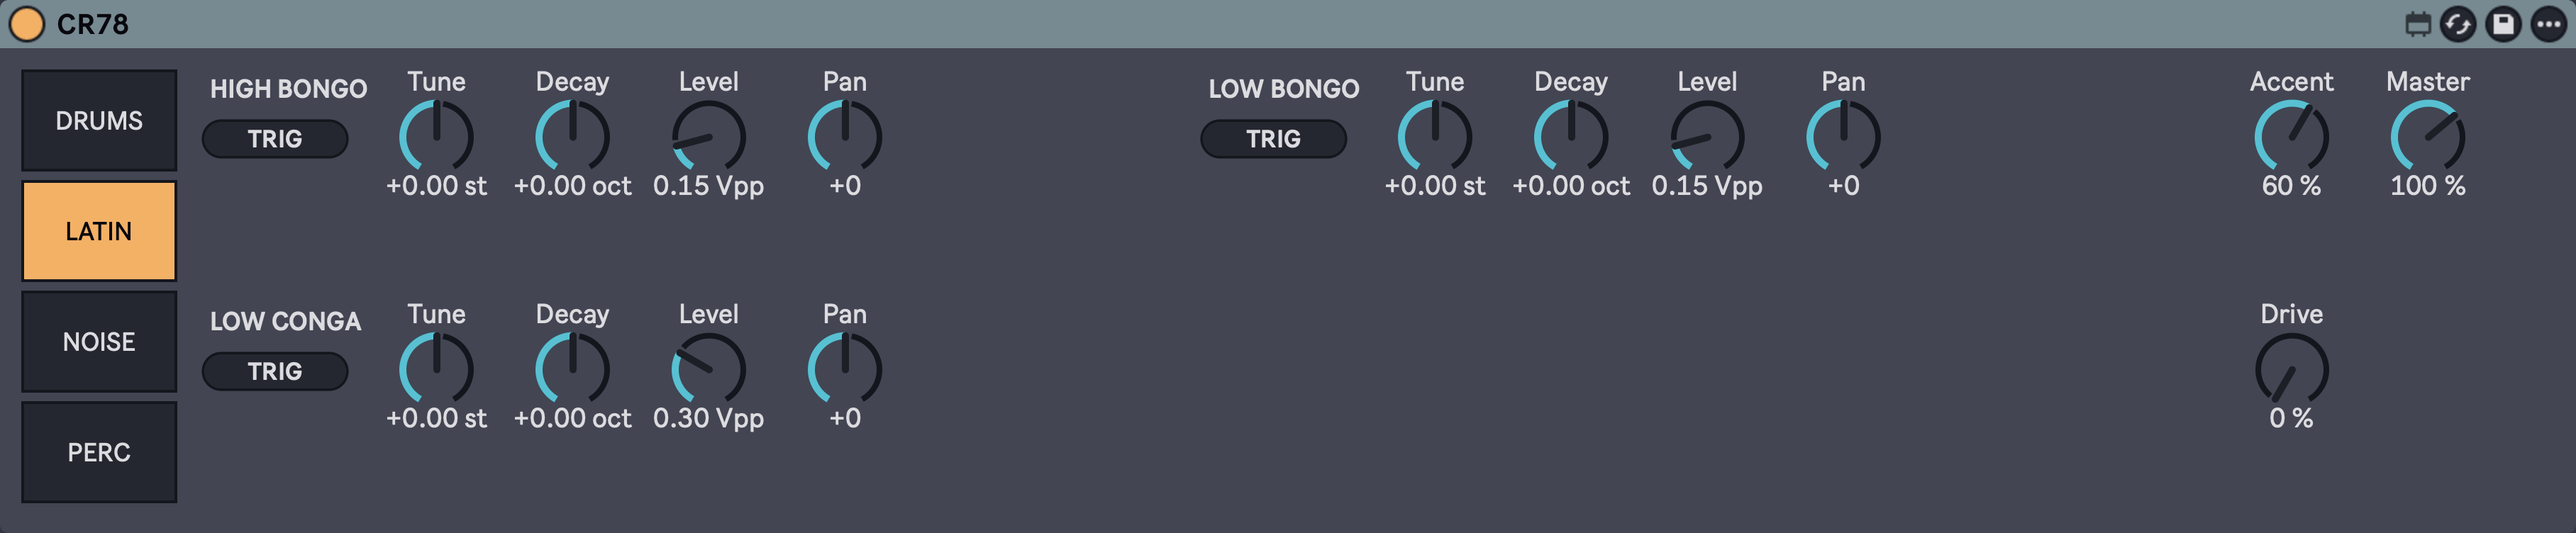 CR78
DRUMS
LATIN
NOISE
PERC
HIGH BONGO
TRIG
Tune Decay Level Pan
+0.00 st +0.00 oct 0.15 Vpp +0
LOW BONGO
TRIG
Tune Decay Level Pan
+0.00 st +0.00 oct 0.15 Vpp +0
Accent Master
60 % 100 %
LOW CONGA
TRIG
Tune Decay Level Pan
+0.00 st +0.00 oct 0.30 Vpp +0
Drive
0 %